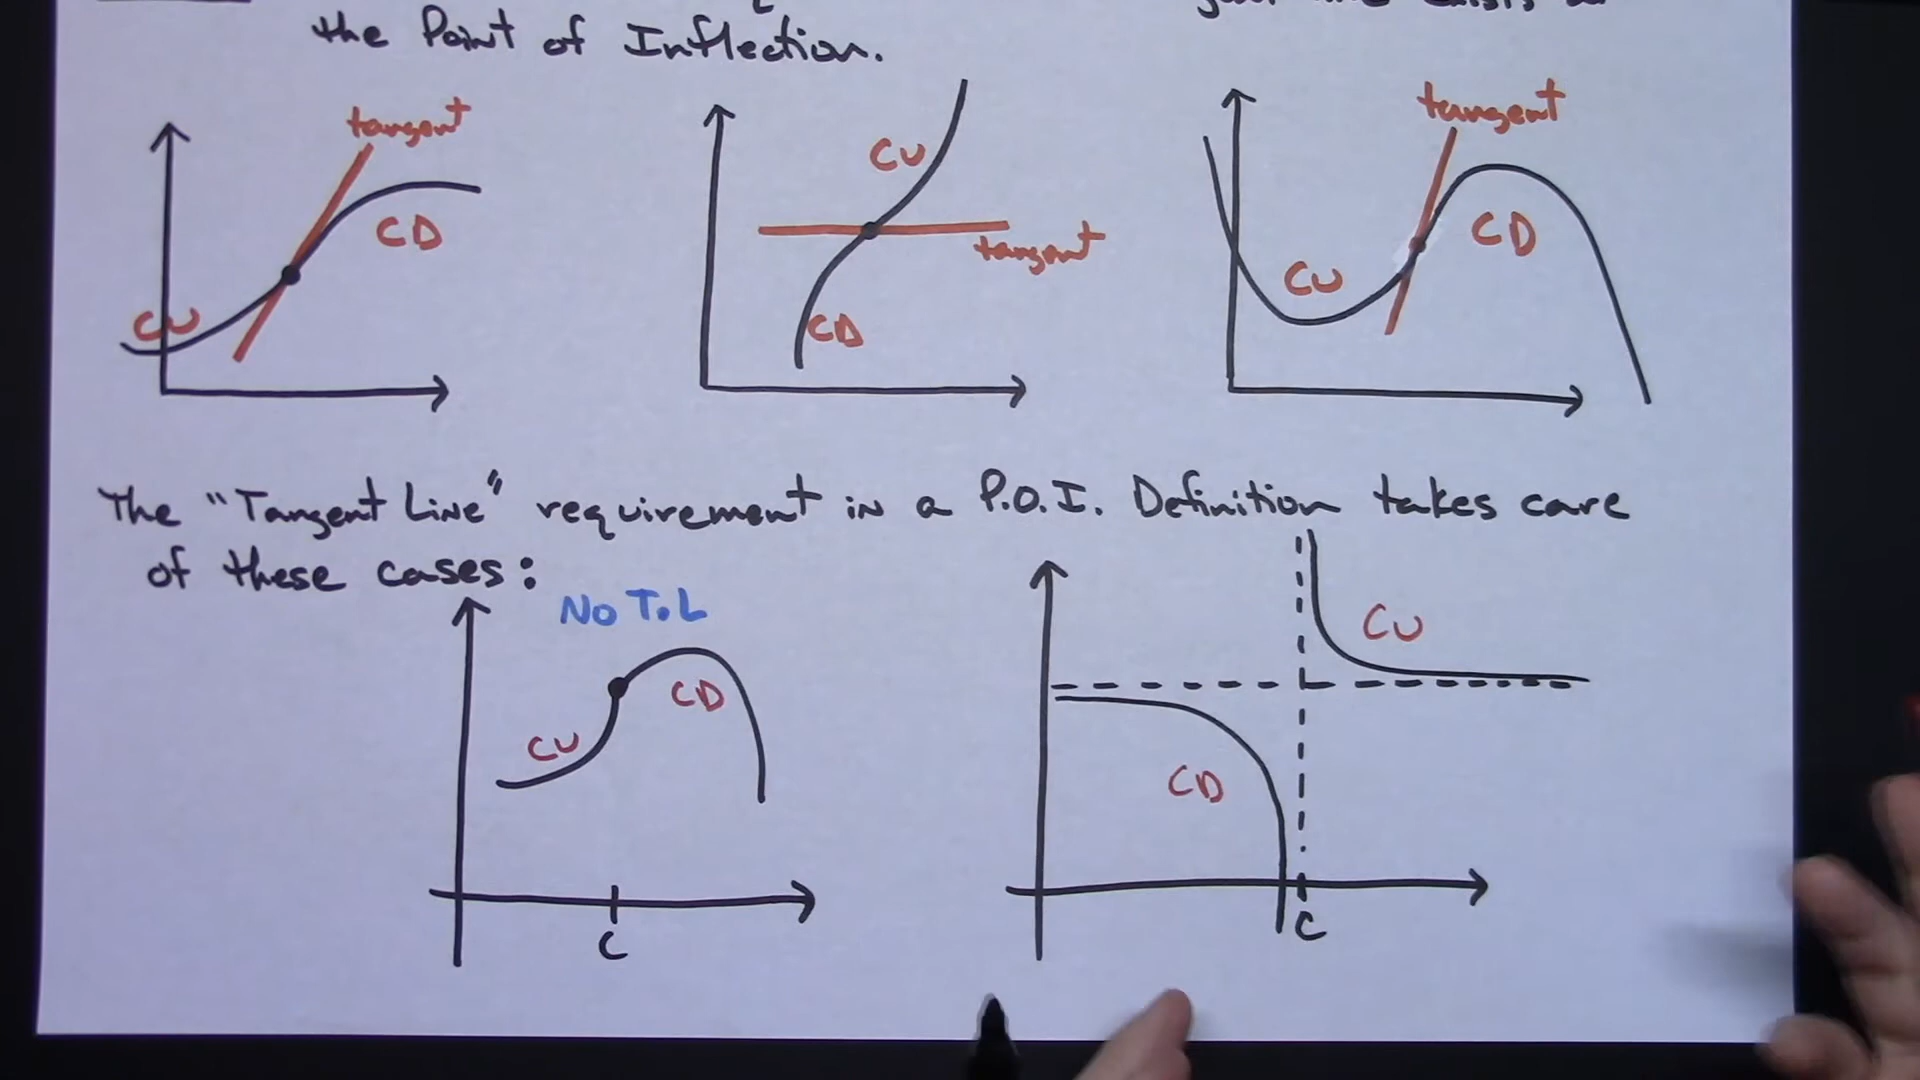 the Point of Inflection.
tangent
CD
CU
CU
tangent
CD
tangent
CU
CD
The "Tangent Line" requirement in a P.O.I. Definition takes care
of these cases:
No T.L
CU
CD
C
CU
CD
C